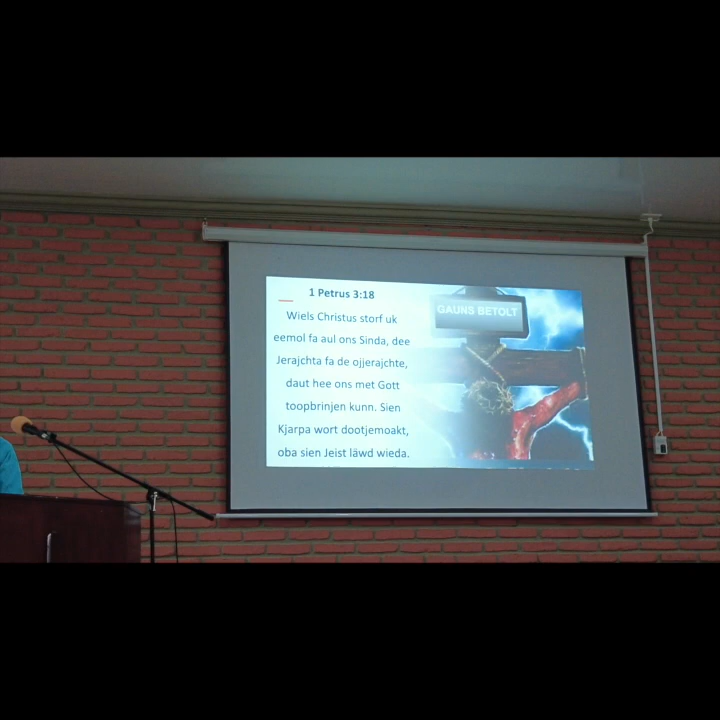 1 Petrus 3:18
Wiels Christus storf uk
eemol fa aul ons Sinda, dee
Jerajchta fa de ojjerajchte,
daut hee ons met Gott
toopbrinjen kunn. Sien
Kjarpa wort dootjemoakt,
oba sien Jeist läwd wieda.
GAUNS BETOLT